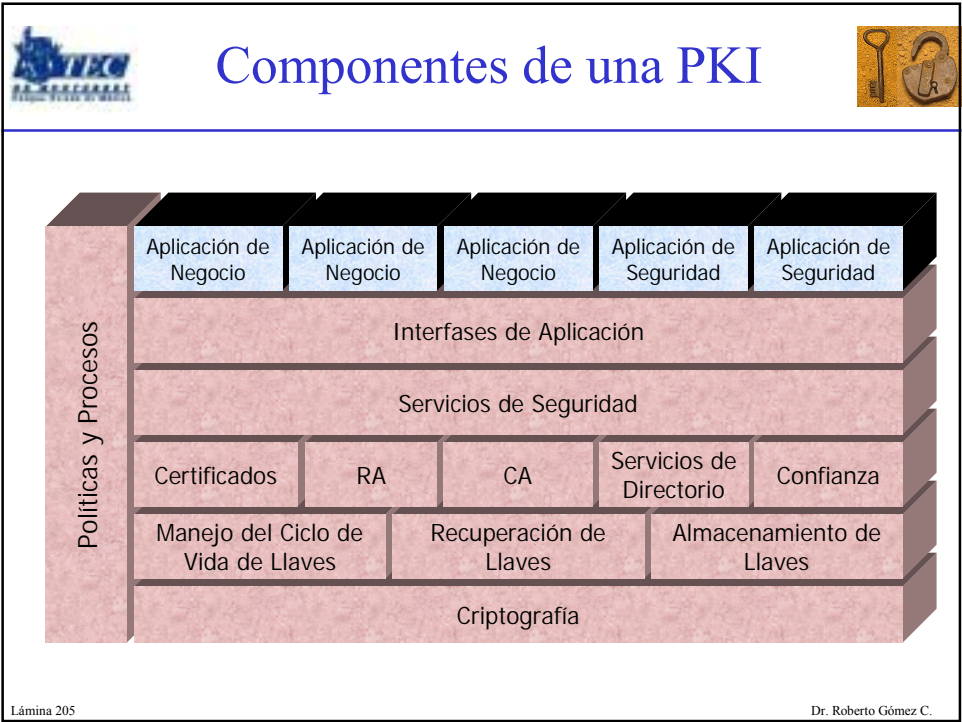 TEC
Componentes de una PKI
Políticas y Procesos
Aplicación de
Negocio
Aplicación de
Negocio
Aplicación de
Negocio
Aplicación de
Seguridad
Aplicación de
Seguridad
Interfases de Aplicación
Servicios de Seguridad
Certificados
RA
CA
Servicios de
Directorio
Confianza
Manejo del Ciclo de
Vida de Llaves
Recuperación de
Llaves
Almacenamiento de
Llaves
Criptografía
Lámina 205
Dr. Roberto Gómez C.